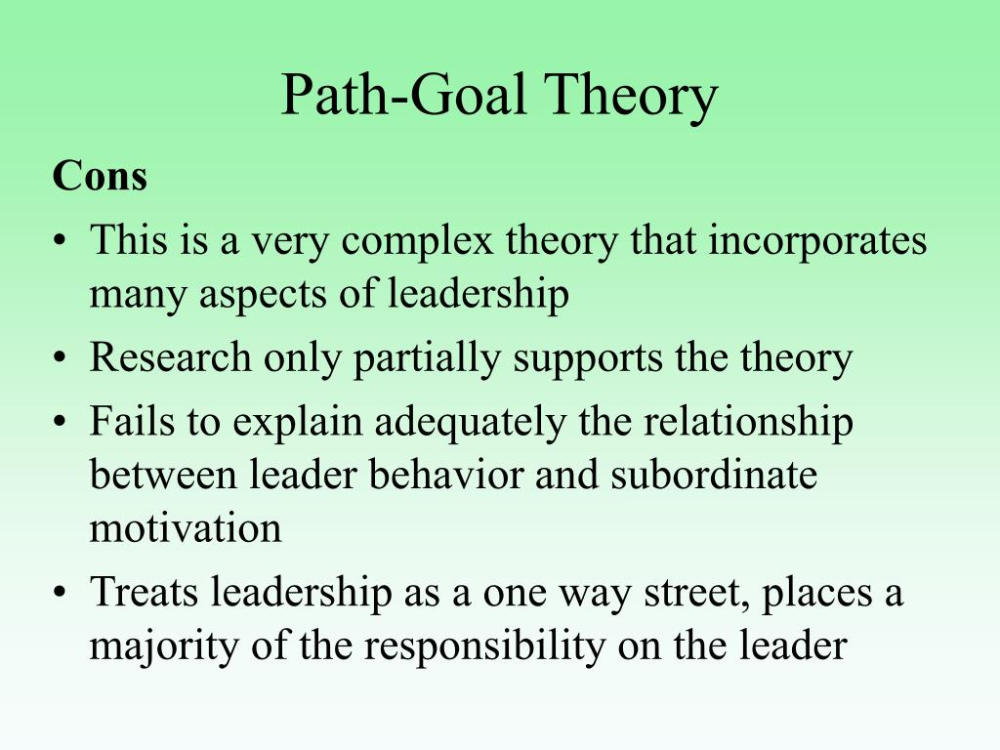 Path-Goal Theory
Cons
• This is a very complex theory that incorporates
many aspects of leadership
• Research only partially supports the theory
• Fails to explain adequately the relationship
between leader behavior and subordinate
motivation
• Treats leadership as a one way street, places a
majority of the responsibility on the leader